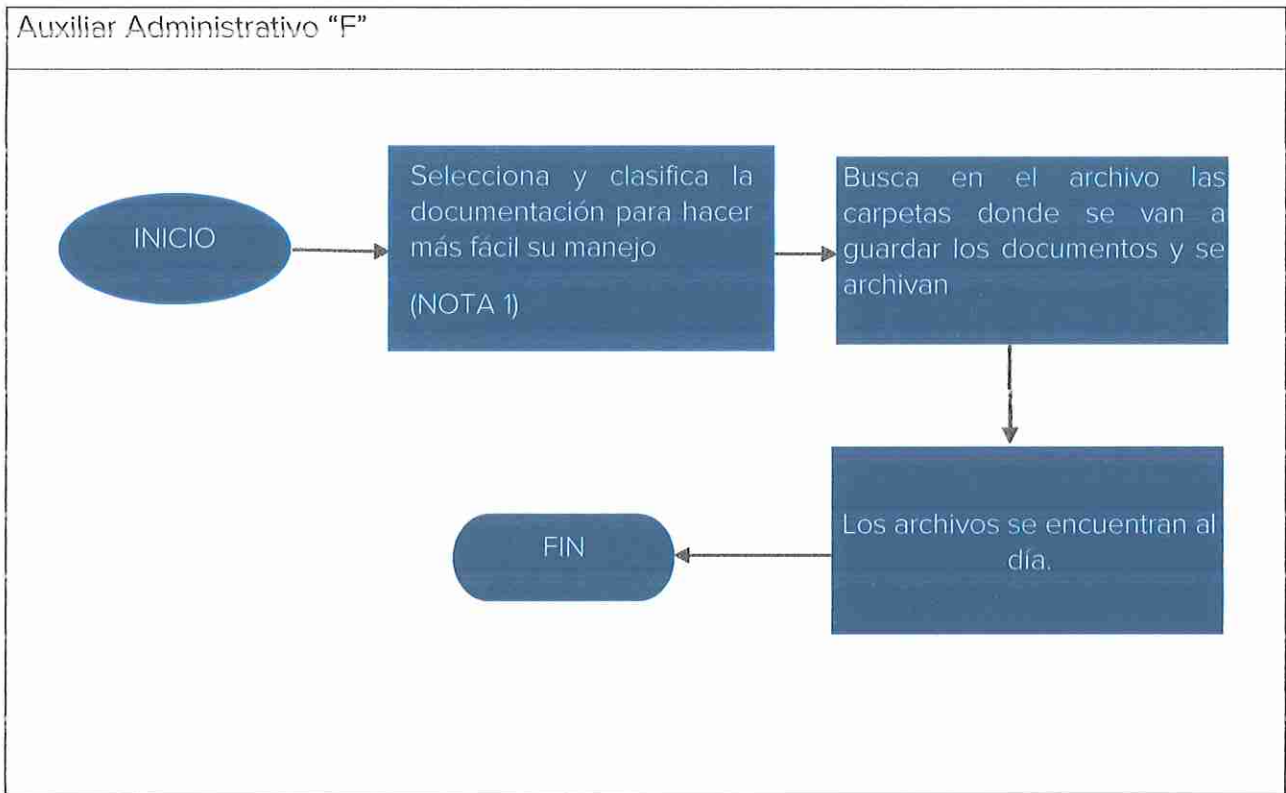 Auxiliar Administrativo “F”
INICIO
Selecciona y clasifica la
documentación para hacer
más fácil su manejo
(NOTA 1)
Busca en el archivo las
carpetas donde se van a
guardar los documentos y se
archivan
Los archivos se encuentran al
día.
FIN